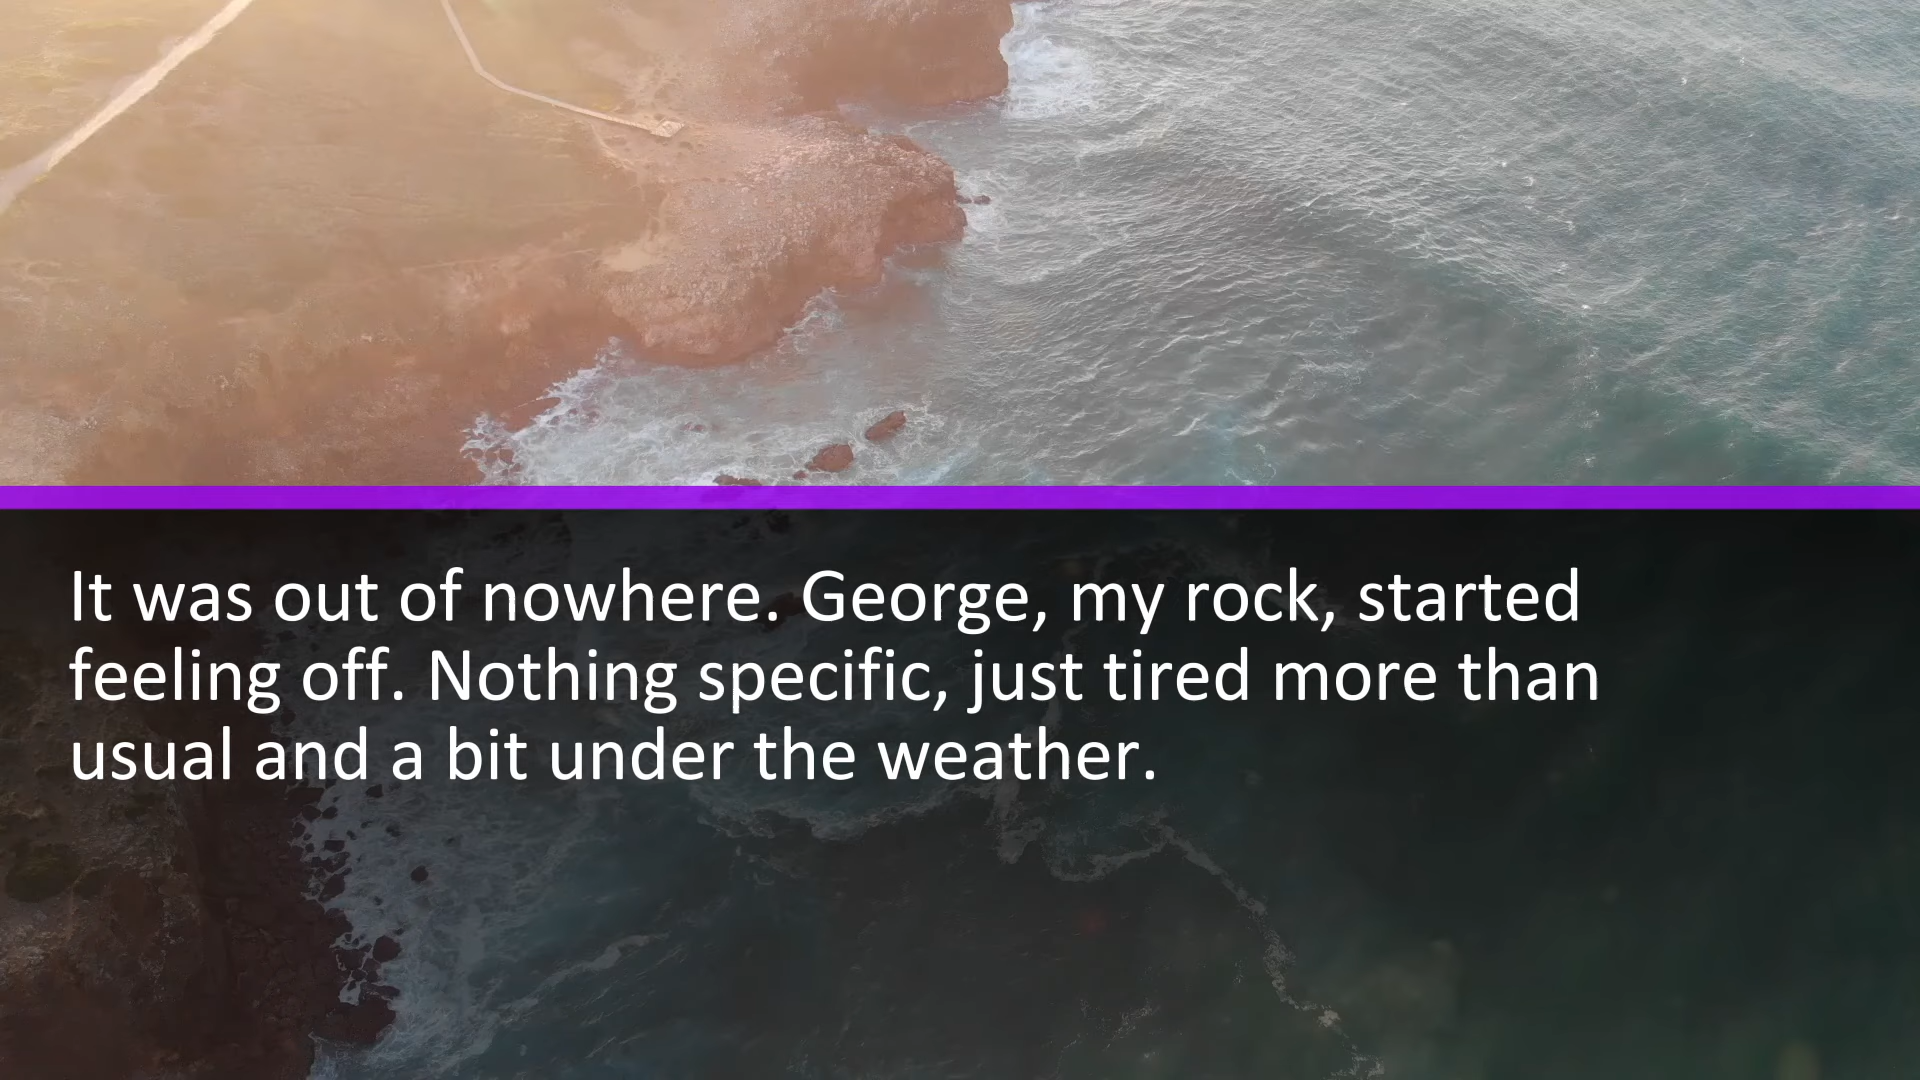 It was out of nowhere. George, my rock, started
feeling off. Nothing specific, just tired more than
usual and a bit under the weather.